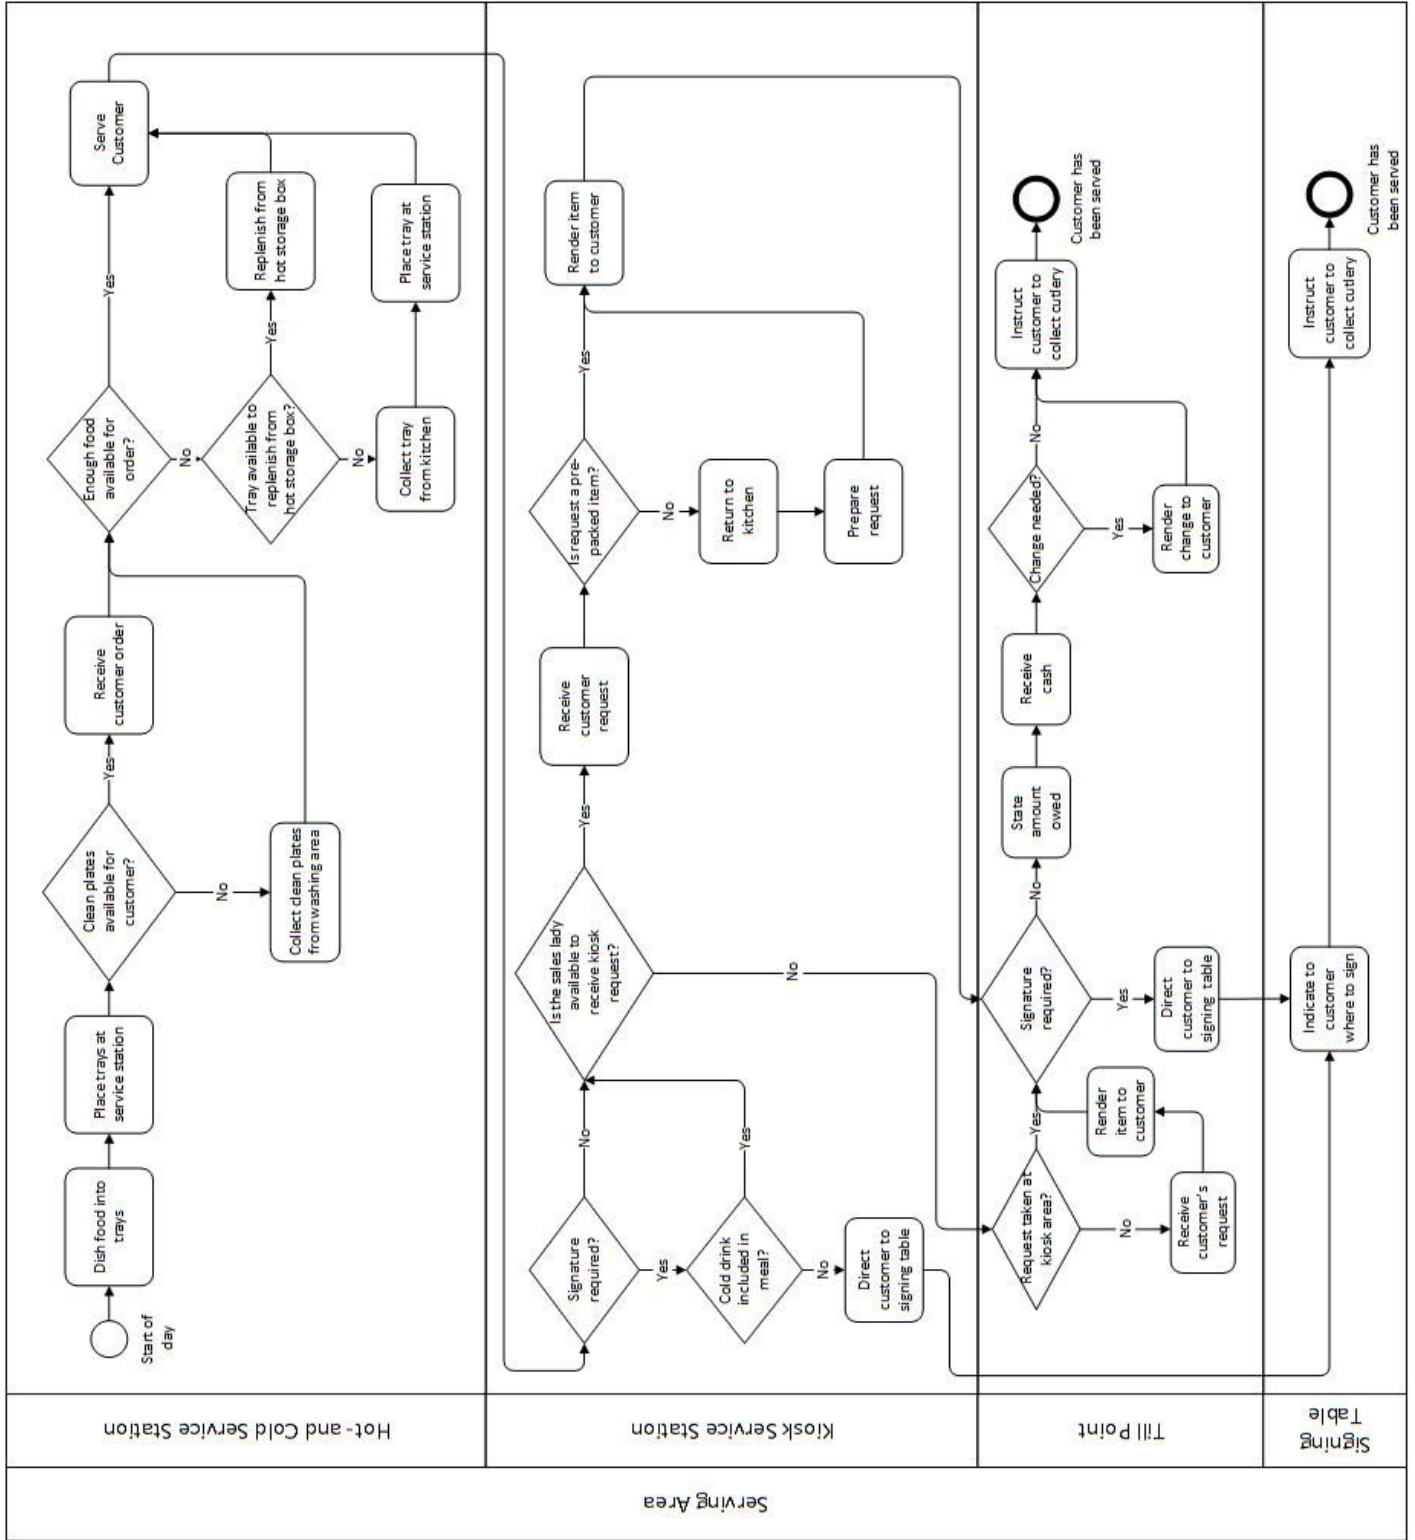 Serving Area
Hot- and Cold Service Station
Start of
day
Dish food into
trays
Place trays at
service station
Clean plates
available for
customer?
Yes
No
Collect clean plates
from washing area
Receive
customer order
Enough food
available for
order?
Yes
No
Tray available to
replenish from
hot storage box?
Yes
No
Replenish from
hot storage box
Collect tray
from kitchen
Place tray at
service station
Serve
Customer
Kiosk Service Station
Signature
required?
No
Yes
Cold drink
included in
meal?
Yes
No
Direct
customer to
signing table
Is the sales lady
available to
receive kiosk
request?
Yes
No
Receive
customer
request
Is request a pre-
packed item?
Yes
No
Return to
kitchen
Prepare
request
Render item
to customer
Till Point
Request taken at
kiosk area?
Yes
No
Receive
customer's
request
Render
item to
customer
Signature
required?
No
Yes
Direct
customer to
signing table
State
amount
owed
Receive
cash
Change needed?
No
Yes
Render
change to
customer
Instruct
customer to
collect cutlery
Customer has
been served
Signing
Table
Indicate to
customer
where to sign
Instruct
customer to
collect cutlery
Customer has
been served